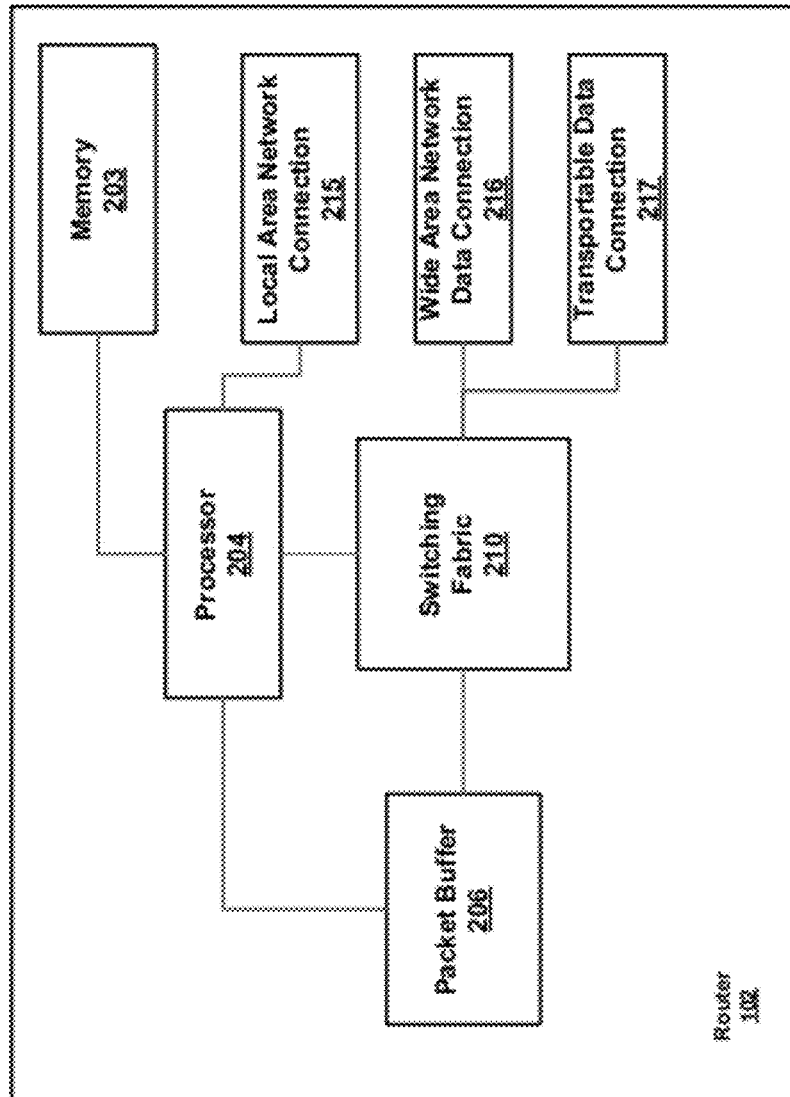 Memory
203
Processor
204
Local Area Network
Connection
215
Switching
Fabric
210
Wide Area Network
Data Connection
216
Transportable Data
Connection
217
Packet Buffer
206
Router
102